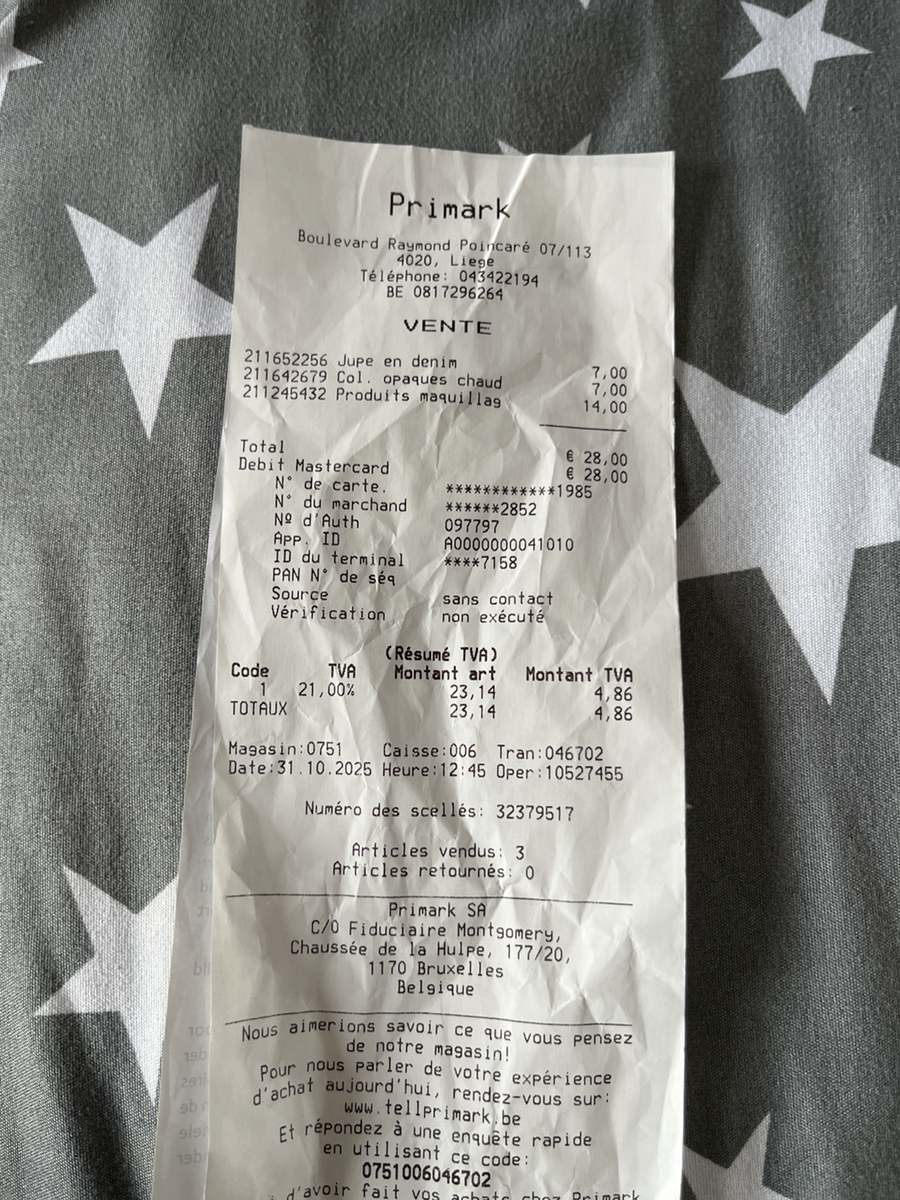 Primark
Boulevard Raymond Poincaré 07/113
4020, Liege
Téléphone: 043422194
BE 0817296264
VENTE
211652256 Jupe en denim 7,00
211642679 Col. opaques chaud 7,00
211245432 Produits maquillag 14,00
Total € 28,00
Debit Mastercard € 28,00
N° de carte. ************1985
N° du marchand ******2852
Nº d'Auth 097797
App. ID A0000000041010
ID du terminal ****7158
PAN N° de séq
Source sans contact
Vérification non exécuté
(Résumé TVA)
Code TVA Montant art Montant TVA
1 21,00% 23,14 4,86
TOTAUX 23,14 4,86
Magasin:0751 Caisse:006 Tran:046702
Date:31.10.2025 Heure:12:45 Oper:10527455
Numéro des scellés: 32379517
Articles vendus: 3
Articles retournés: 0
Primark SA
C/O Fiduciaire Montgomery,
Chaussée de la Hulpe, 177/20,
1170 Bruxelles
Belgique
Nous aimerions savoir ce que vous pensez
de notre magasin!
Pour nous parler de votre expérience
d'achat aujourd'hui, rendez-vous sur:
www.tellprimark.be
Et répondez à une enquête rapide
en utilisant ce code:
0751006046702
d'avoir fait vos achats chez Primark